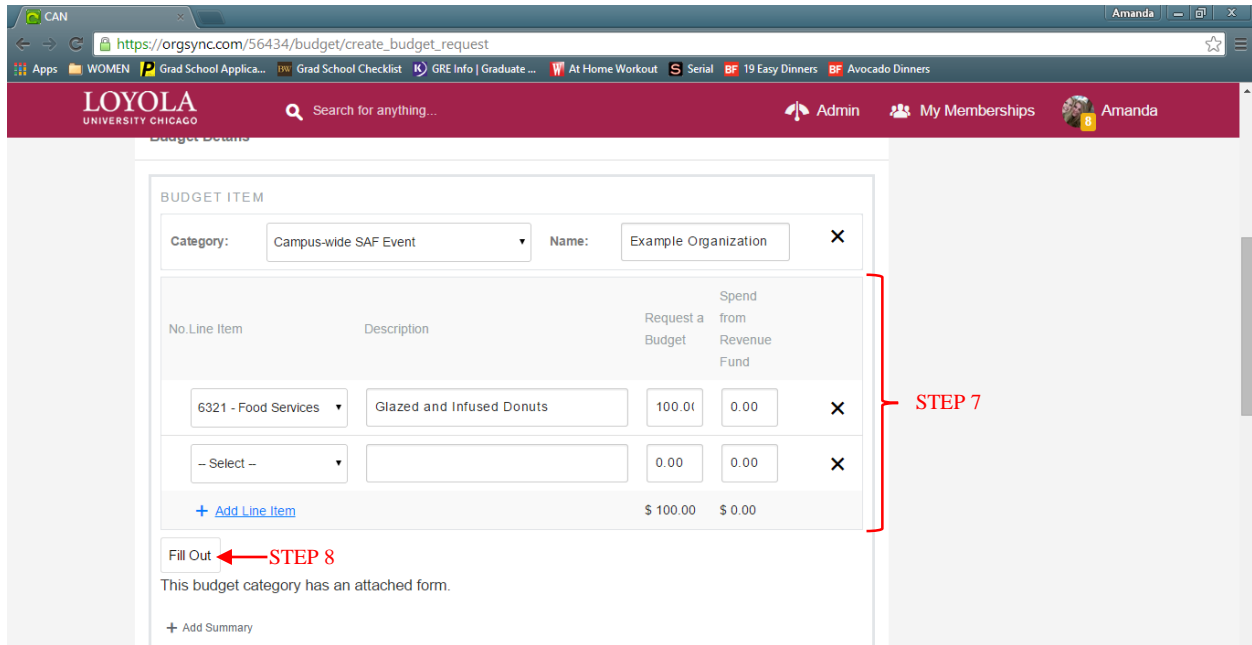 CAN
Amanda
https://orgsync.com/56434/budget/create_budget_request
Apps WOMEN Grad School Applica... Grad School Checklist GRE Info | Graduate ... At Home Workout Serial 19 Easy Dinners Avocado Dinners
LOYOLA
UNIVERSITY CHICAGO
Search for anything...
Admin
My Memberships
8
Amanda
Budget Details
BUDGET ITEM
Category: Campus-wide SAF Event Name: Example Organization
No. Line Item Description Request a Budget Spend from Revenue Fund
6321 - Food Services Glazed and Infused Donuts 100.0( 0.00
STEP 7
-- Select -- 0.00 0.00
+ Add Line Item $ 100.00 $ 0.00
Fill Out STEP 8
This budget category has an attached form.
+ Add Summary